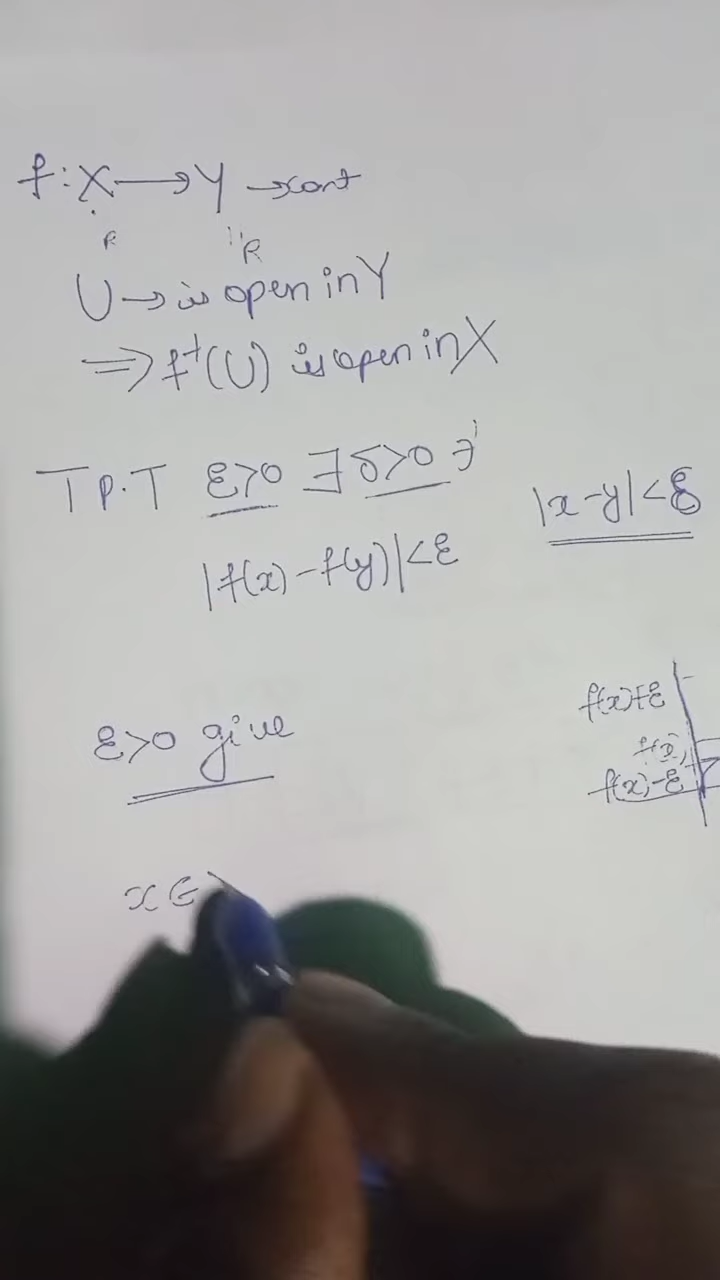 f:X→Y →cont
R "R
U→is open in Y
⇒f⁻¹(U) is open in X
T P.T ε>0 ∃ δ>0 ∋'
|x-y|<
|f(x)-f(y)|<ε
f(x)+ε
ε>0 give
f(x)
f(x)-ε
x∈